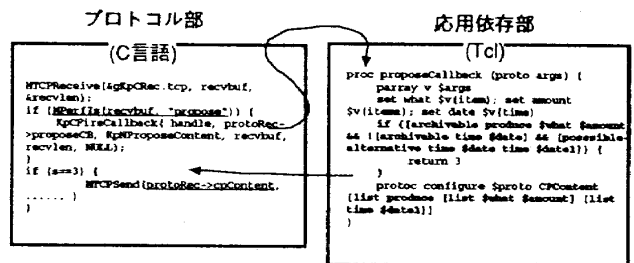 プロトコル部
(C言語)
MTCPReceive(&gKpCRec.tcp, recvbuf,
&recvlen);
if (MPerfIs(recvbuf, "propose")) {
KpCFireCallback( handle, protoRec-
>proposeCB, KpNProposeContent, recvbuf,
recvlen, NULL);
}
if (s==3) {
MTCPSend(protoRec->cpContent,
...... )
}
応用依存部
(Tcl)
proc proposeCallback (proto args) {
parray v $args
set what $v(item); set amount
$v(items); set date $v(time)
if {[archivable produce $what $amount
&& ![archivable time $date] && [possible-
alternative time $date time $date1]} {
return 3
}
protoc configure $proto CPContent
[list produce [list $what $amount] [list
time $date1]]
}